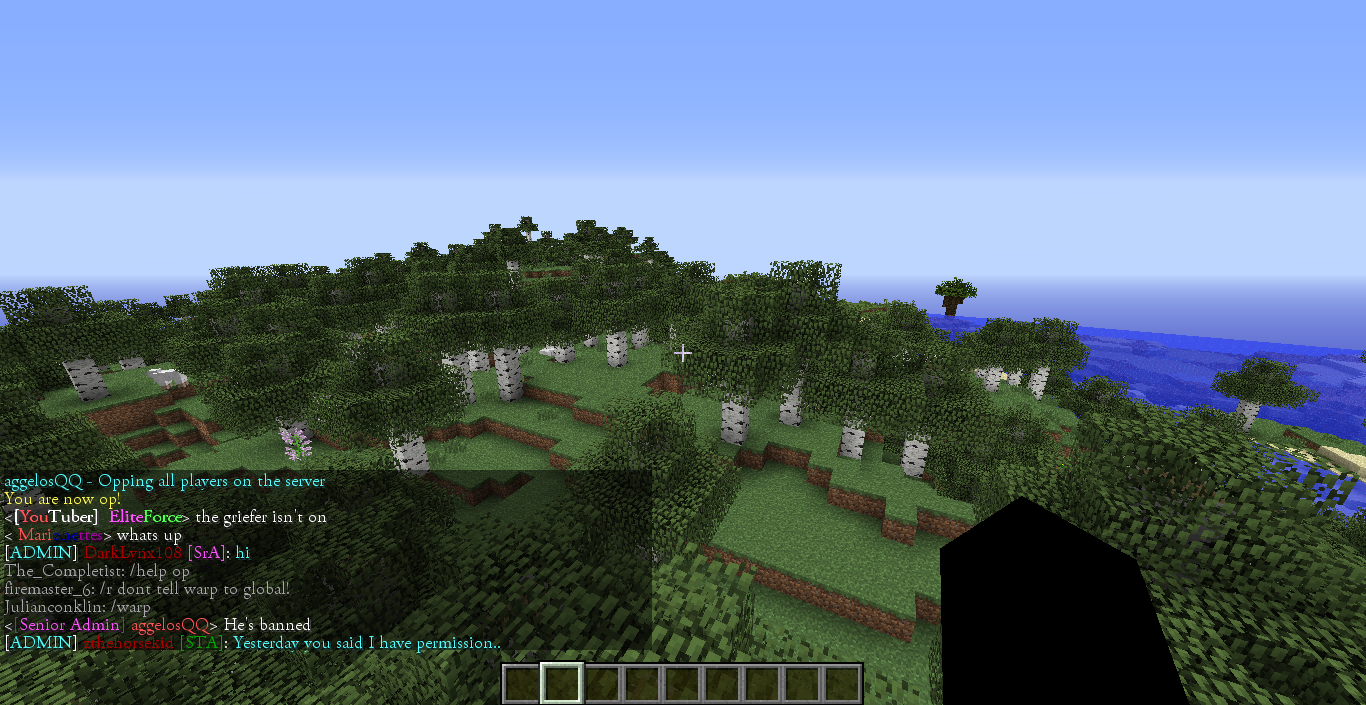 aggelosQQ - Opping all players on the server
You are now op!
<[YouTuber] EliteForce> the griefer isn't on
< Marionettes> whats up
[ADMIN] DarkLynx108 [SrA]: hi
The_Completist: /help op
firemaster_6: /r dont tell warp to global!
Julianconklin: /warp
<[Senior Admin] aggelosQQ> He's banned
[ADMIN] [STA]: Yesterday you said I have permission..